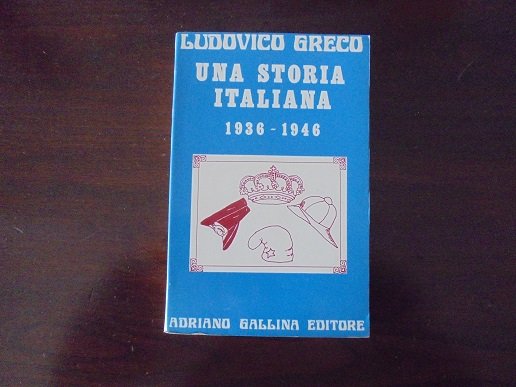 LUDOVICO GRECO
UNA STORIA
ITALIANA
1936 - 1946
ADRIANO GALLINA EDITORE